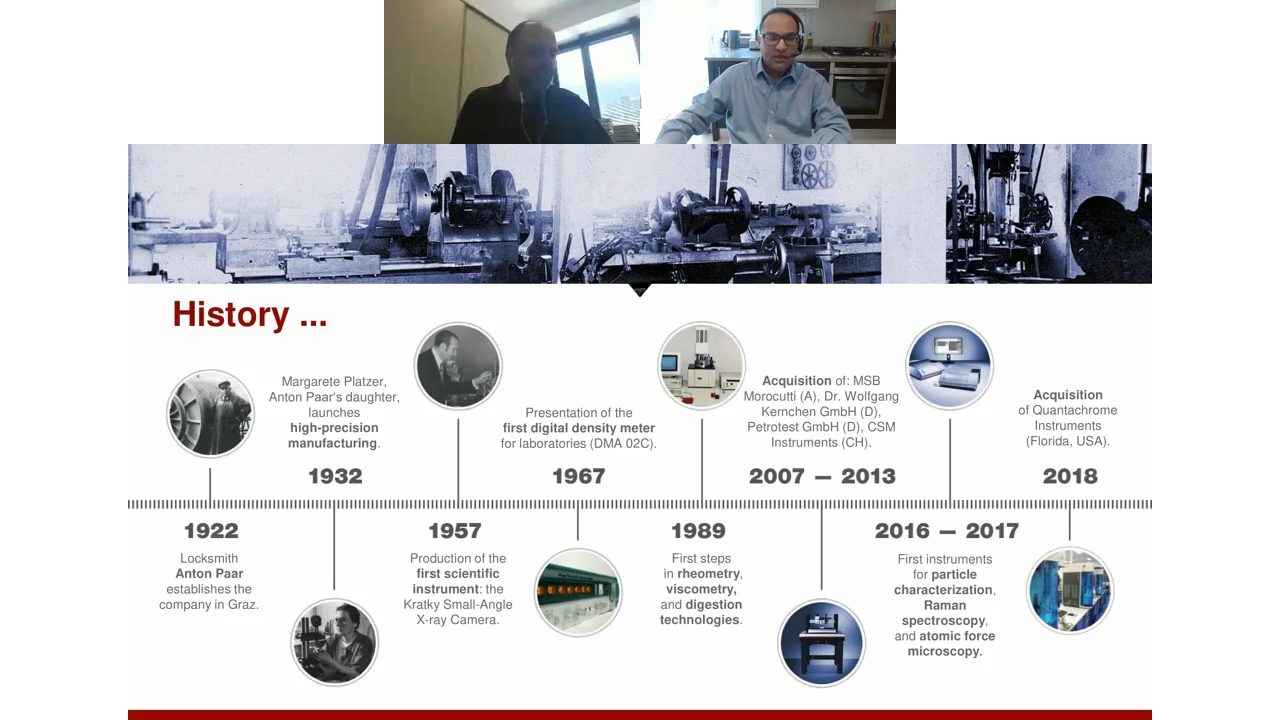 History ...
1922
Locksmith
Anton Paar
establishes the
company in Graz.
Margarete Platzer,
Anton Paar's daughter,
launches
high-precision
manufacturing.
1932
1957
Production of the
first scientific
instrument: the
Kratky Small-Angle
X-ray Camera.
Presentation of the
first digital density meter
for laboratories (DMA 02C).
1967
1989
First steps
in rheometry,
viscometry,
and digestion
technologies.
Acquisition of: MSB
Morocutti (A), Dr. Wolfgang
Kernchen GmbH (D),
Petrotest GmbH (D), CSM
Instruments (CH).
2007 — 2013
2016 — 2017
First instruments
for particle
characterization,
Raman
spectroscopy,
and atomic force
microscopy.
Acquisition
of Quantachrome
Instruments
(Florida, USA).
2018